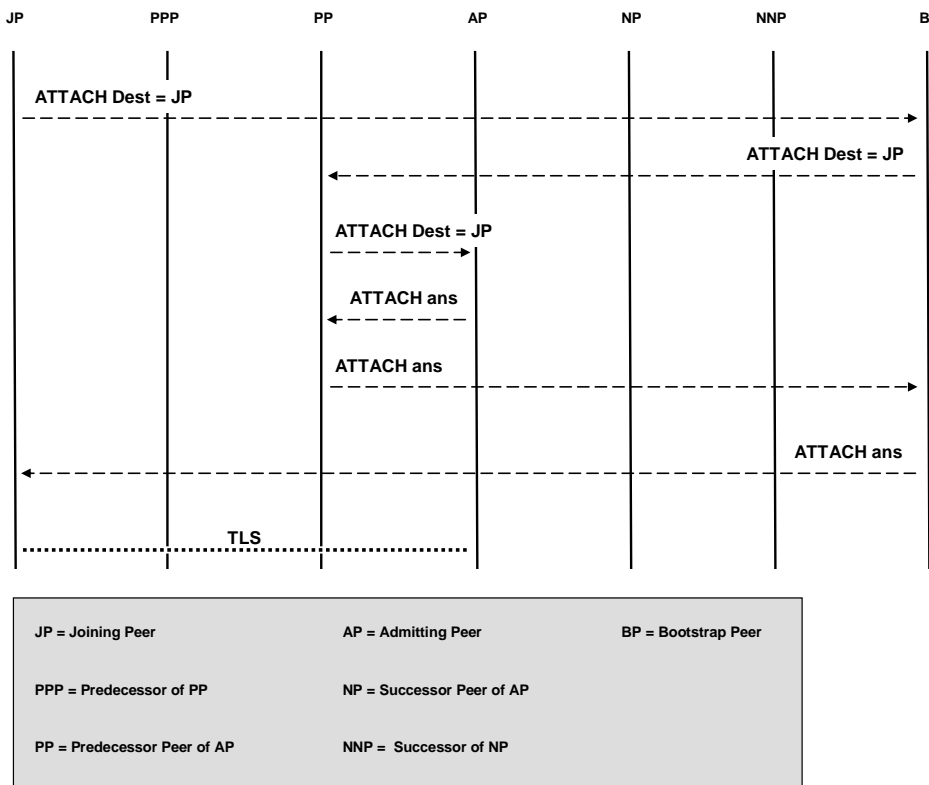 JP PPP PP AP NP NNP B
ATTACH Dest = JP
ATTACH Dest = JP
ATTACH Dest = JP
ATTACH ans
ATTACH ans
ATTACH ans
TLS
JP = Joining Peer AP = Admitting Peer BP = Bootstrap Peer
PPP = Predecessor of PP NP = Successor Peer of AP
PP = Predecessor Peer of AP NNP = Successor of NP